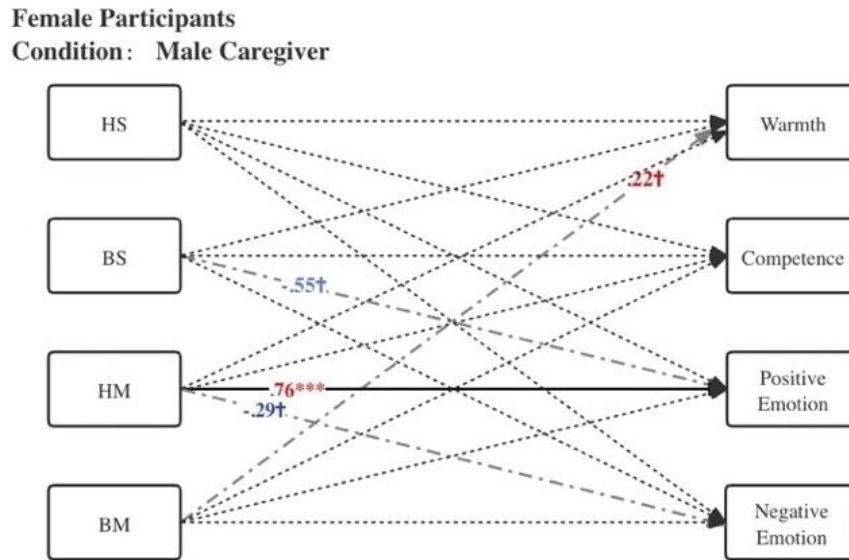 Female Participants
Condition: Male Caregiver
HS
Warmth
.22†
BS
Competence
-.55†
HM
.76***
-.29†
Positive
Emotion
BM
Negative
Emotion